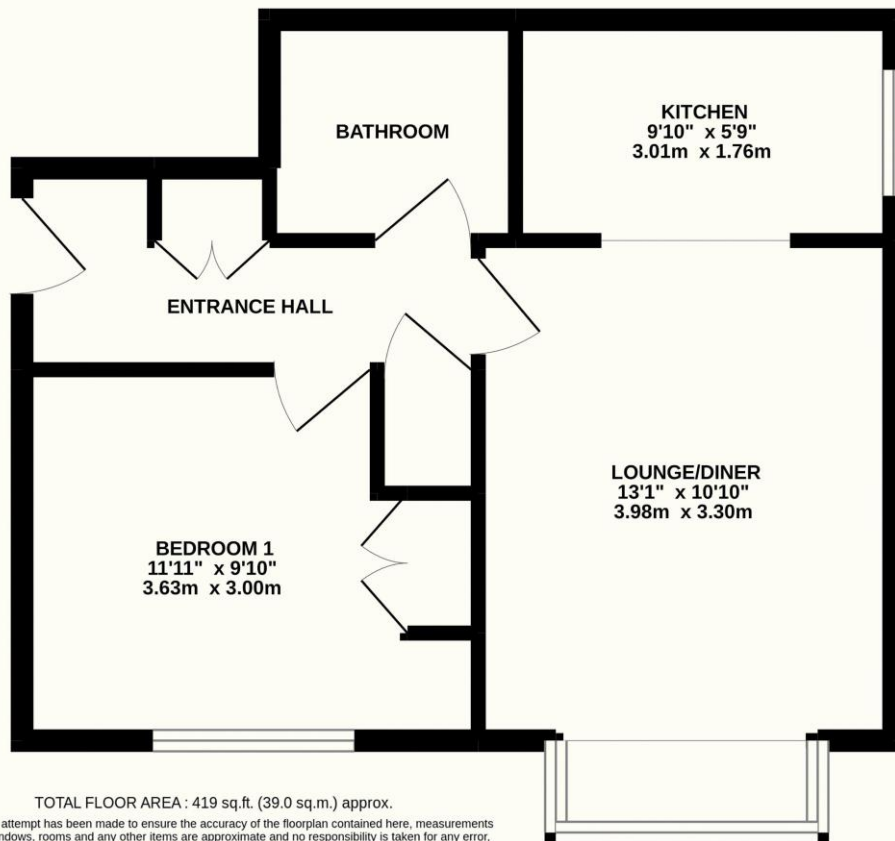 BATHROOM
KITCHEN
9'10" x 5'9"
3.01m x 1.76m
ENTRANCE HALL
LOUNGE/DINER
13'1" x 10'10"
3.98m x 3.30m
BEDROOM 1
11'11" x 9'10"
3.63m x 3.00m
TOTAL FLOOR AREA : 419 sq.ft. (39.0 sq.m.) approx.
attempt has been made to ensure the accuracy of the floorplan contained here, measurements
ndows, rooms and any other items are approximate and no responsibility is taken for any error,